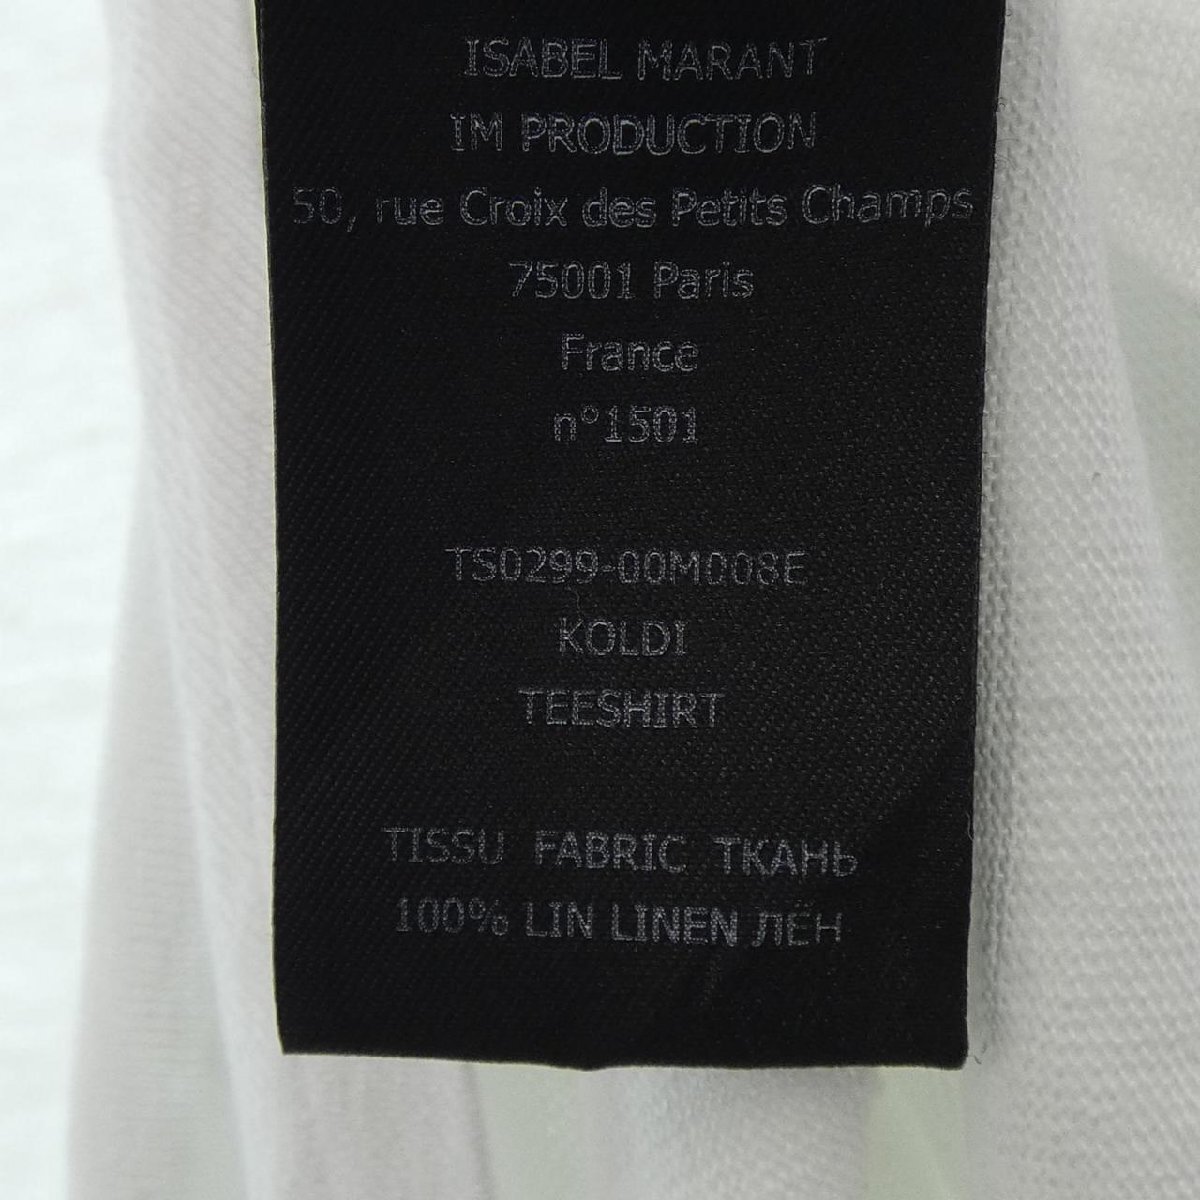 ISABEL MARANT
IM PRODUCTION
50, rue Croix des Petits Champs
75001 Paris
France
n°1501
TS0299-00M008E
KOLDI
TEESHIRT
TISSU FABRIC ТКАНЬ
100% LIN LINEN ЛЁН